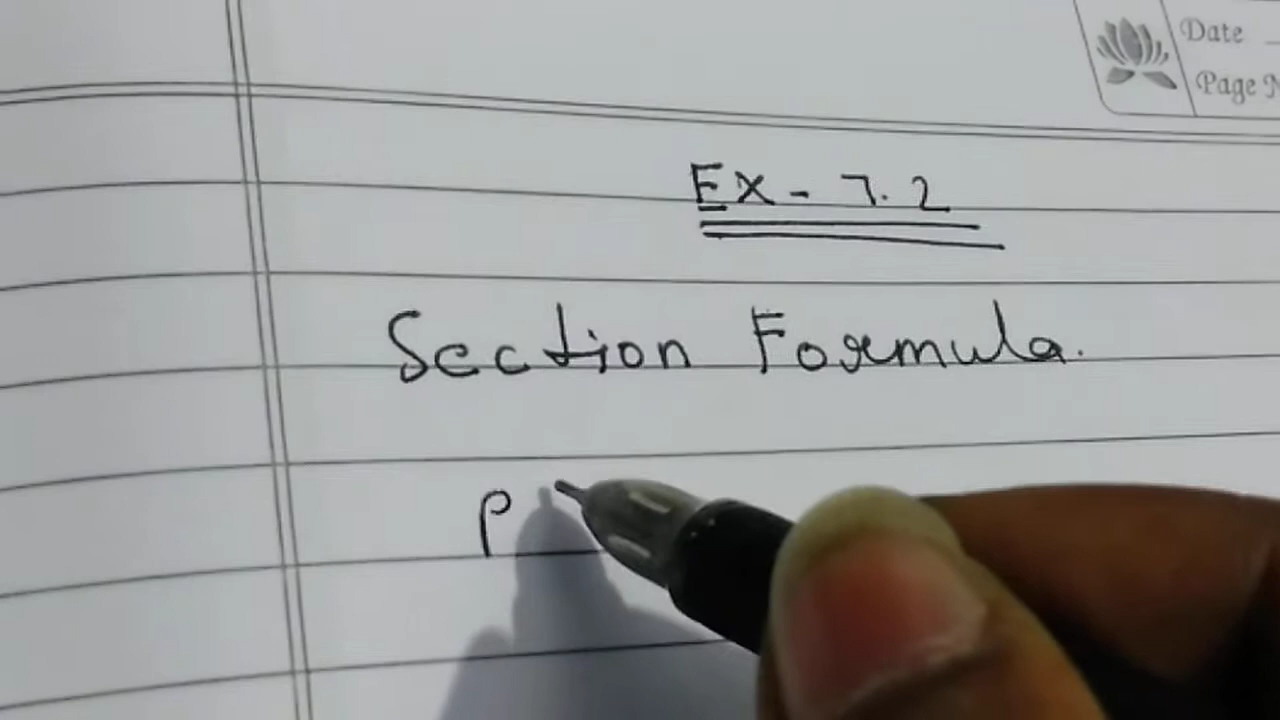 Date
Page N
Ex - 7.2
Section Formula.
P